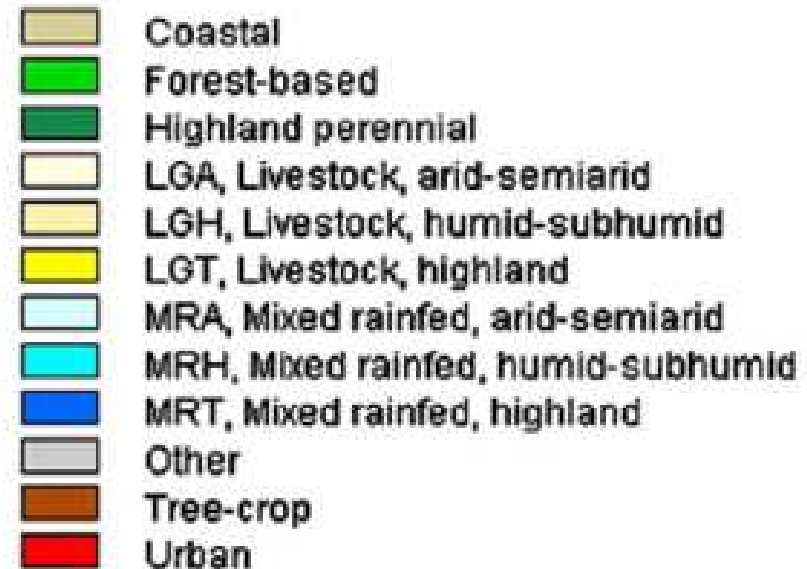 Coastal
Forest-based
Highland perennial
LGA, Livestock, arid-semiarid
LGH, Livestock, humid-subhumid
LGT, Livestock, highland
MRA, Mixed rainfed, arid-semiarid
MRH, Mixed rainfed, humid-subhumid
MRT, Mixed rainfed, highland
Other
Tree-crop
Urban